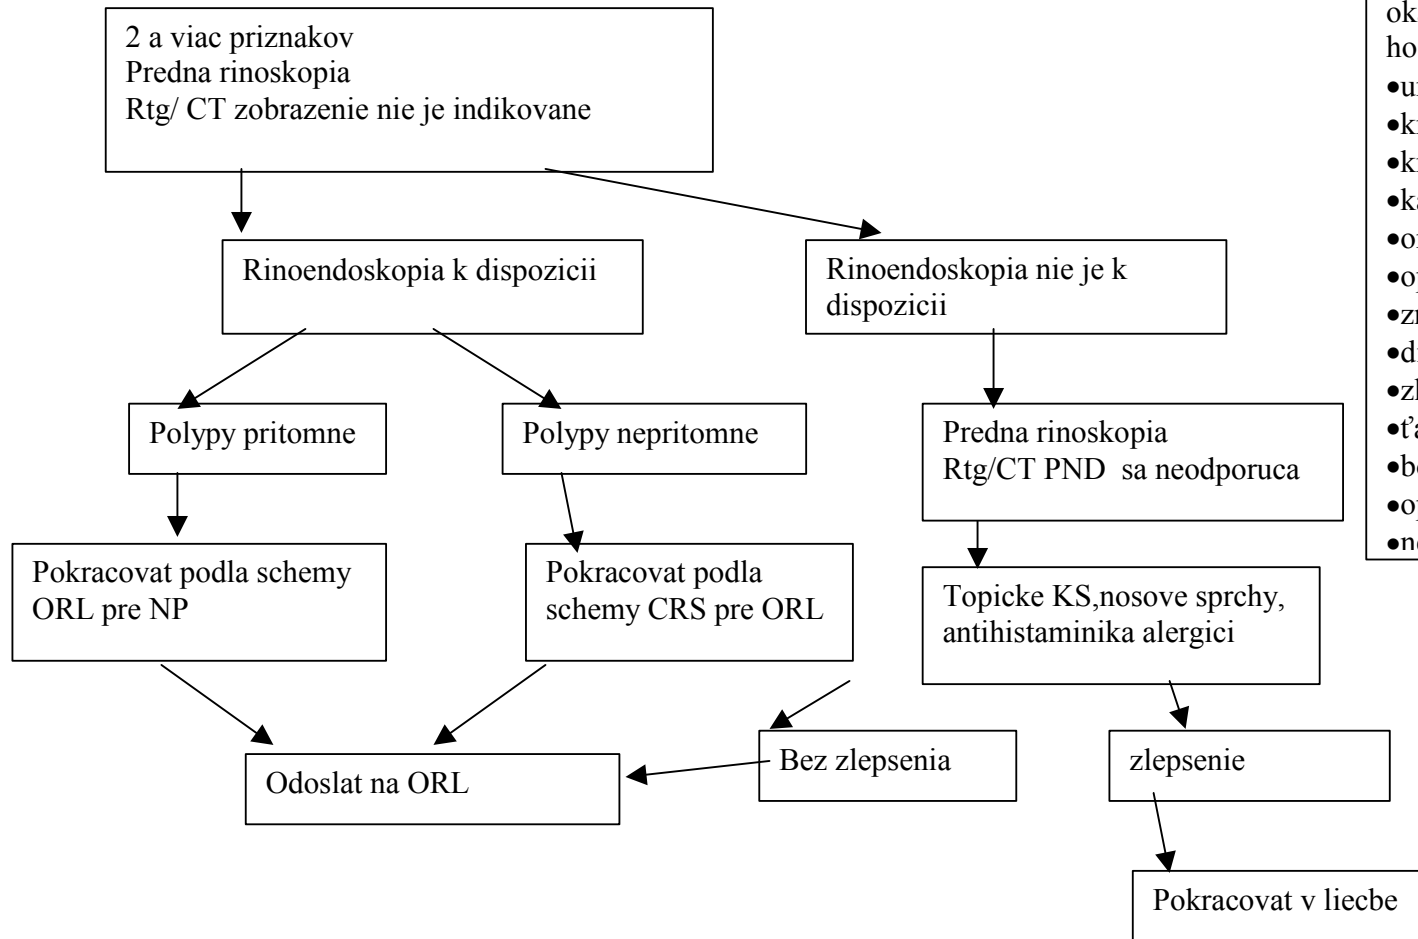 2 a viac priznakov
Predna rinoskopia
Rtg/ CT zobrazenie nie je indikovane
Rinoendoskopia k dispozicii
Rinoendoskopia nie je k
dispozicii
Polypy pritomne
Polypy nepritomne
Predna rinoskopia
Rtg/CT PND sa neodporuca
Pokracovat podla schemy
ORL pre NP
Pokracovat podla
schemy CRS pre ORL
Topicke KS,nosove sprchy,
antihistaminika alergici
Odoslat na ORL
Bez zlepsenia
zlepsenie
Pokracovat v liecbe